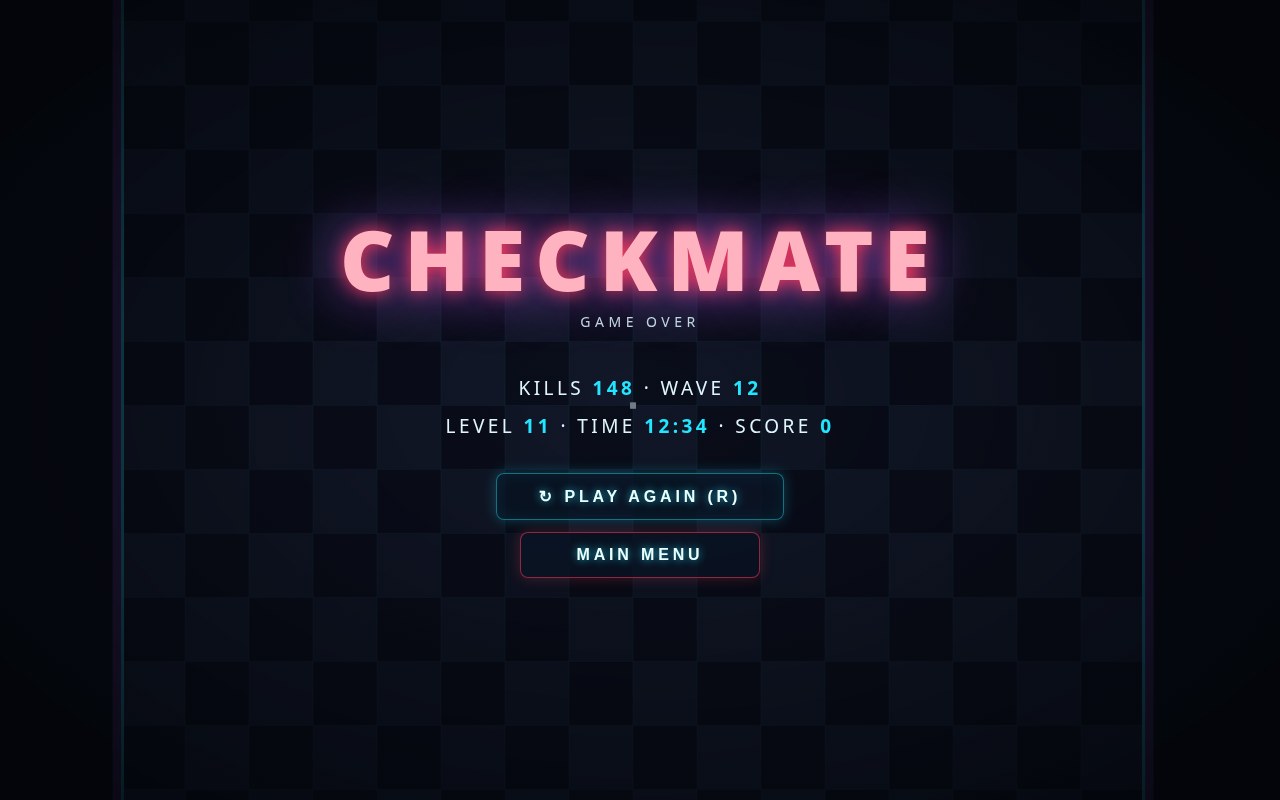 CHECKMATE
GAME OVER
KILLS 148 · WAVE 12
LEVEL 11 · TIME 12:34 · SCORE 0
↻ PLAY AGAIN (R)
MAIN MENU